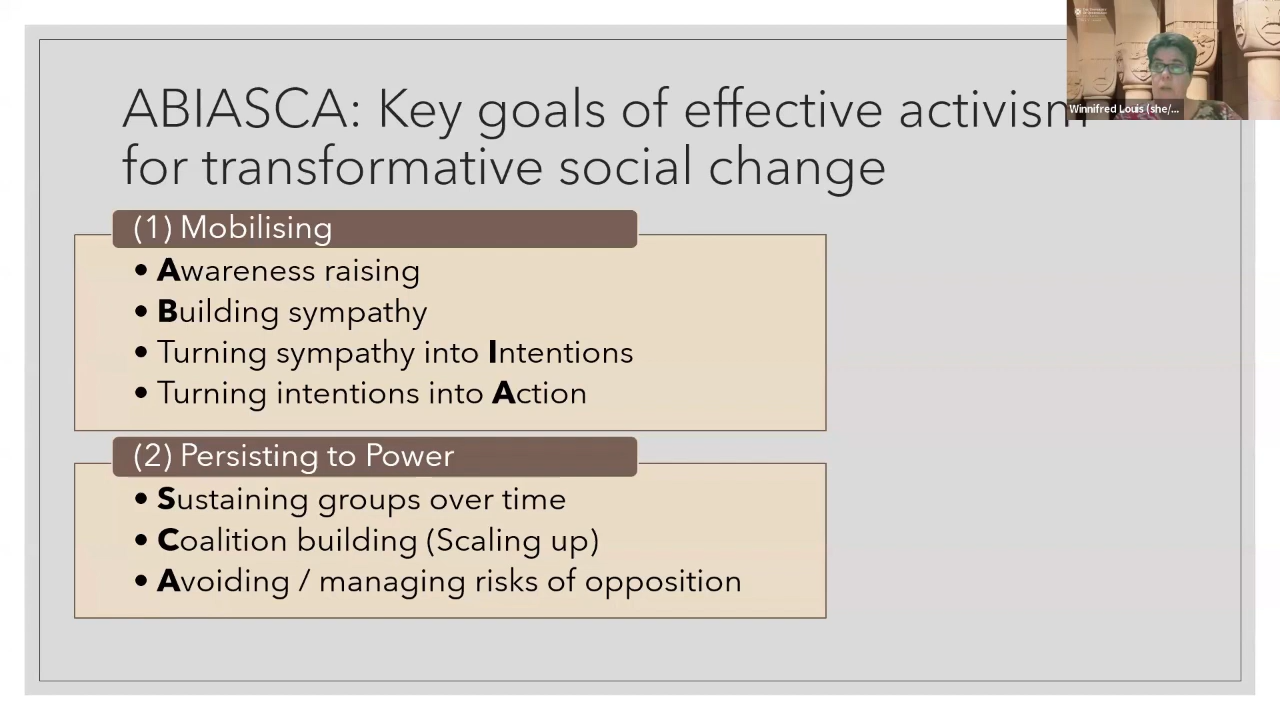 ABIASCA: Key goals of effective activism
for transformative social change
(1) Mobilising
• Awareness raising
• Building sympathy
• Turning sympathy into Intentions
• Turning intentions into Action
(2) Persisting to Power
• Sustaining groups over time
• Coalition building (Scaling up)
• Avoiding / managing risks of opposition
Winnifred Louis (she/...